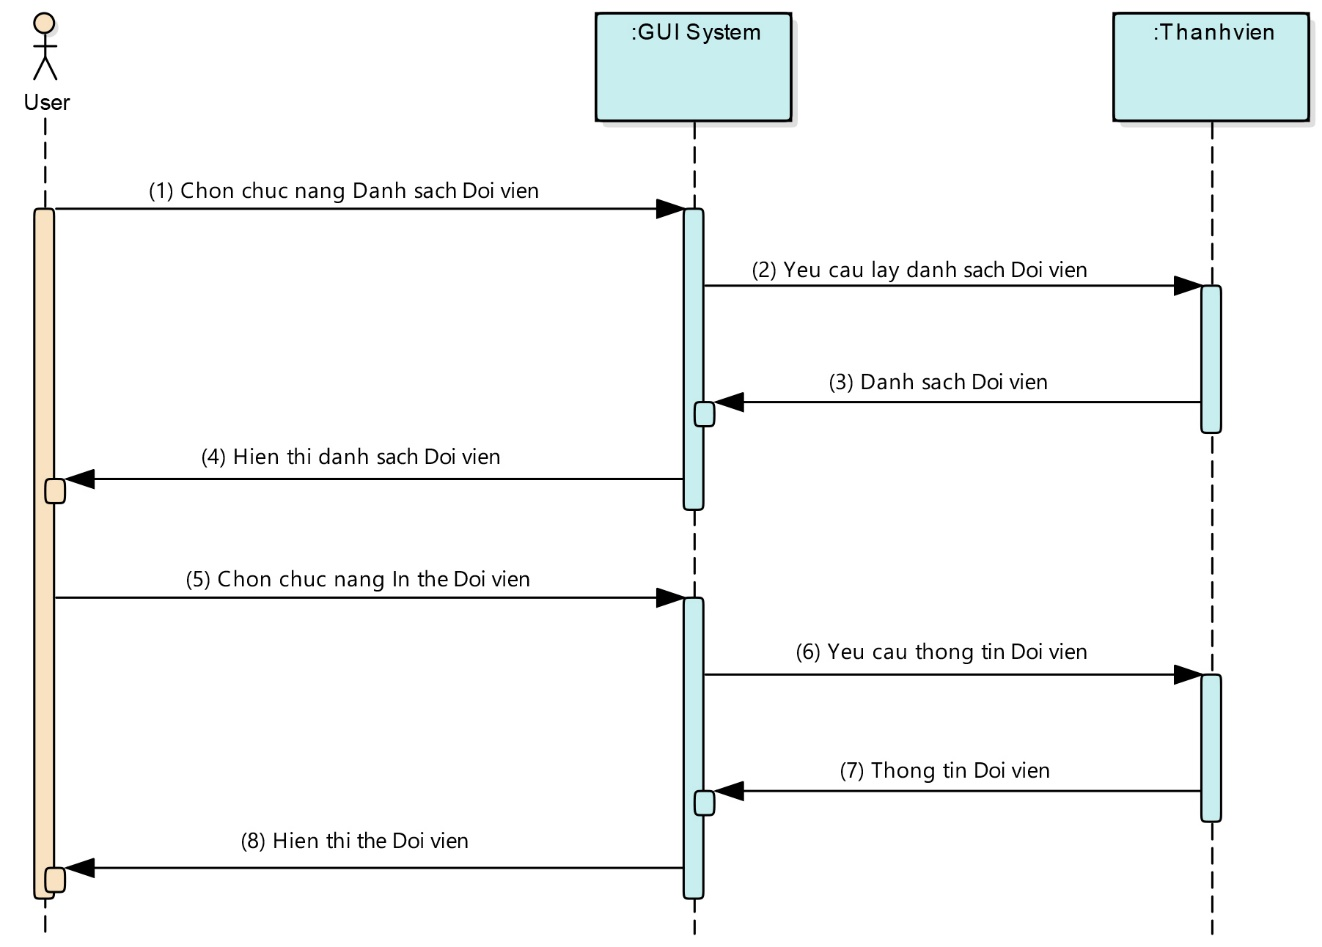 User
:GUI System
:Thanhvien
(1) Chon chuc nang Danh sach Doi vien
(2) Yeu cau lay danh sach Doi vien
(3) Danh sach Doi vien
(4) Hien thi danh sach Doi vien
(5) Chon chuc nang In the Doi vien
(6) Yeu cau thong tin Doi vien
(7) Thong tin Doi vien
(8) Hien thi the Doi vien